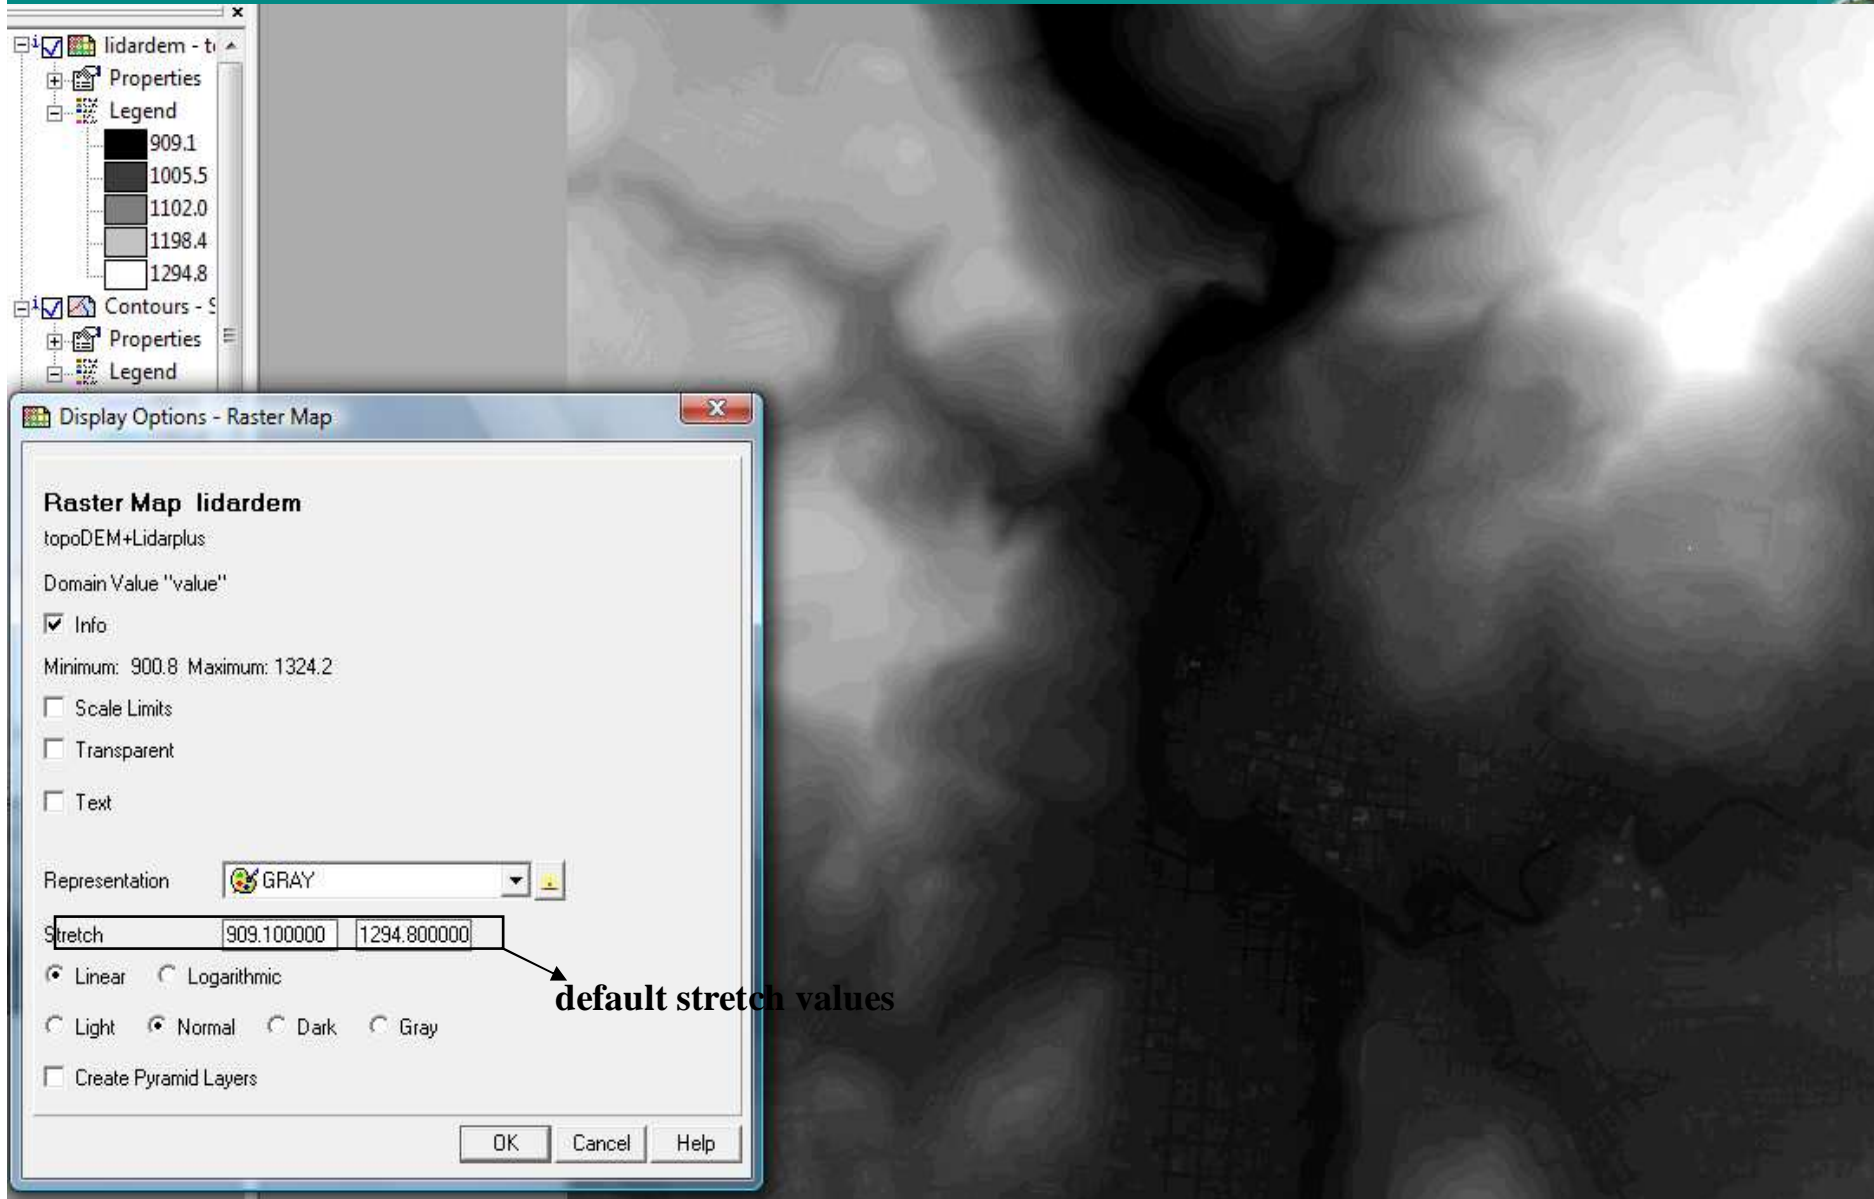 x
lidardem - t
Properties
Legend
909.1
1005.5
1102.0
1198.4
1294.8
Contours - S
Properties
Legend
Display Options - Raster Map
Raster Map lidardem
topoDEM+Lidarplus
Domain Value "value"
Info
Minimum: 900.8 Maximum: 1324.2
Scale Limits
Transparent
Text
Representation GRAY
Stretch 909.100000 1294.800000
Linear Logarithmic
default stretch values
Light Normal Dark Gray
Create Pyramid Layers
OK Cancel Help